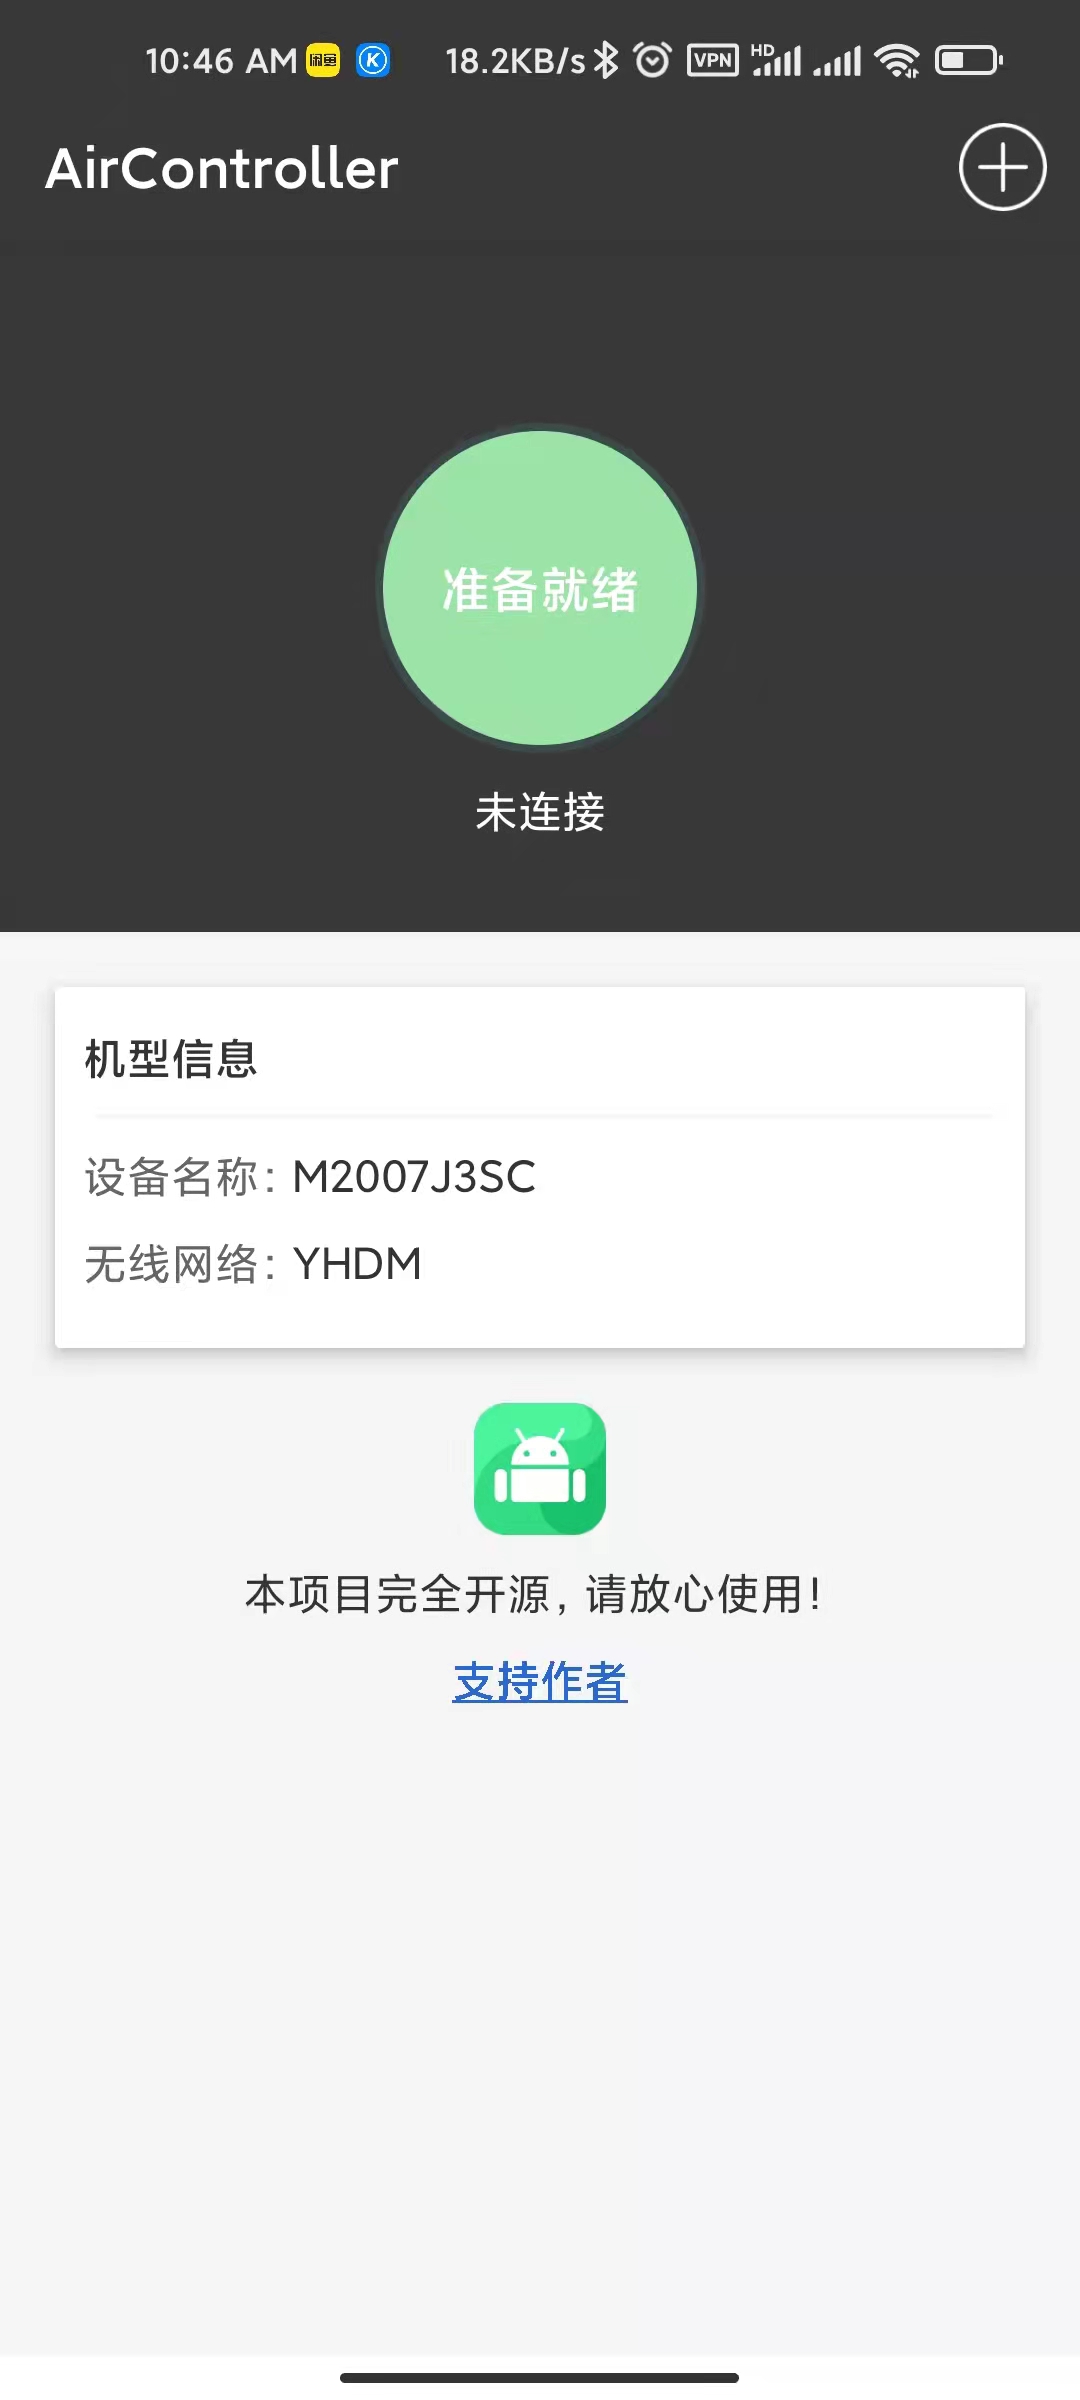 10:46 AM 闲鱼 K 18.2KB/s VPN HD
AirController
准备就绪
未连接
机型信息
设备名称: M2007J3SC
无线网络: YHDM
本项目完全开源, 请放心使用!
支持作者